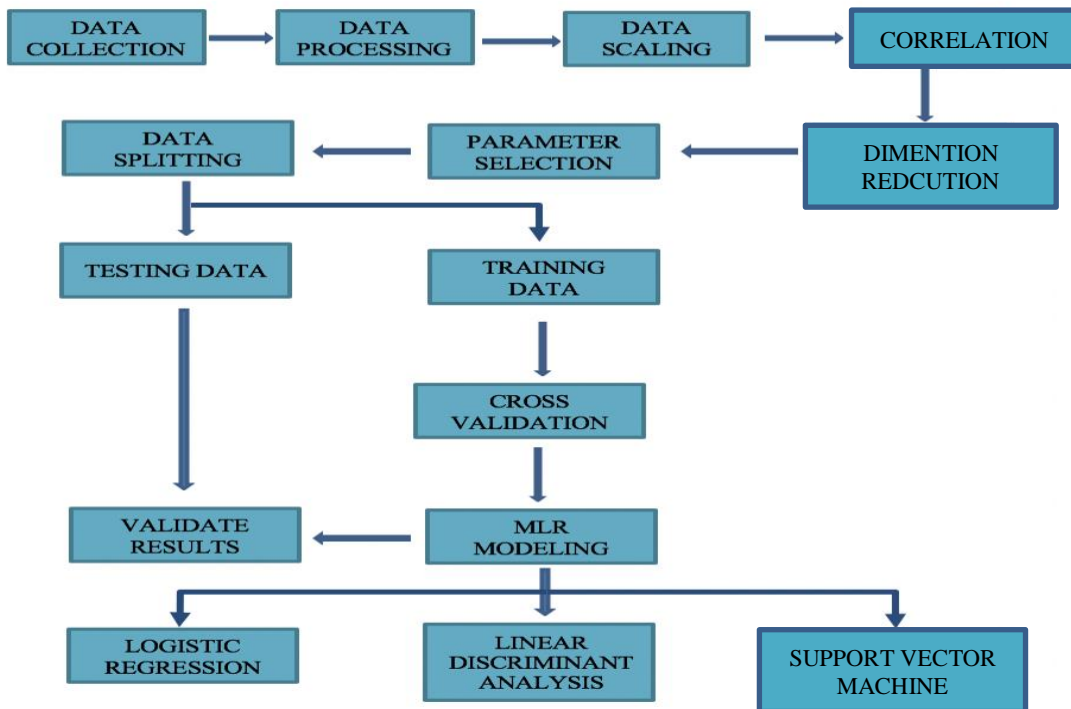 DATA
COLLECTION
DATA
PROCESSING
DATA
SCALING
CORRELATION
DATA
SPLITTING
PARAMETER
SELECTION
DIMENTION
REDCUTION
TESTING DATA
TRAINING
DATA
CROSS
VALIDATION
VALIDATE
RESULTS
MLR
MODELING
LOGISTIC
REGRESSION
LINEAR
DISCRIMINANT
ANALYSIS
SUPPORT VECTOR
MACHINE